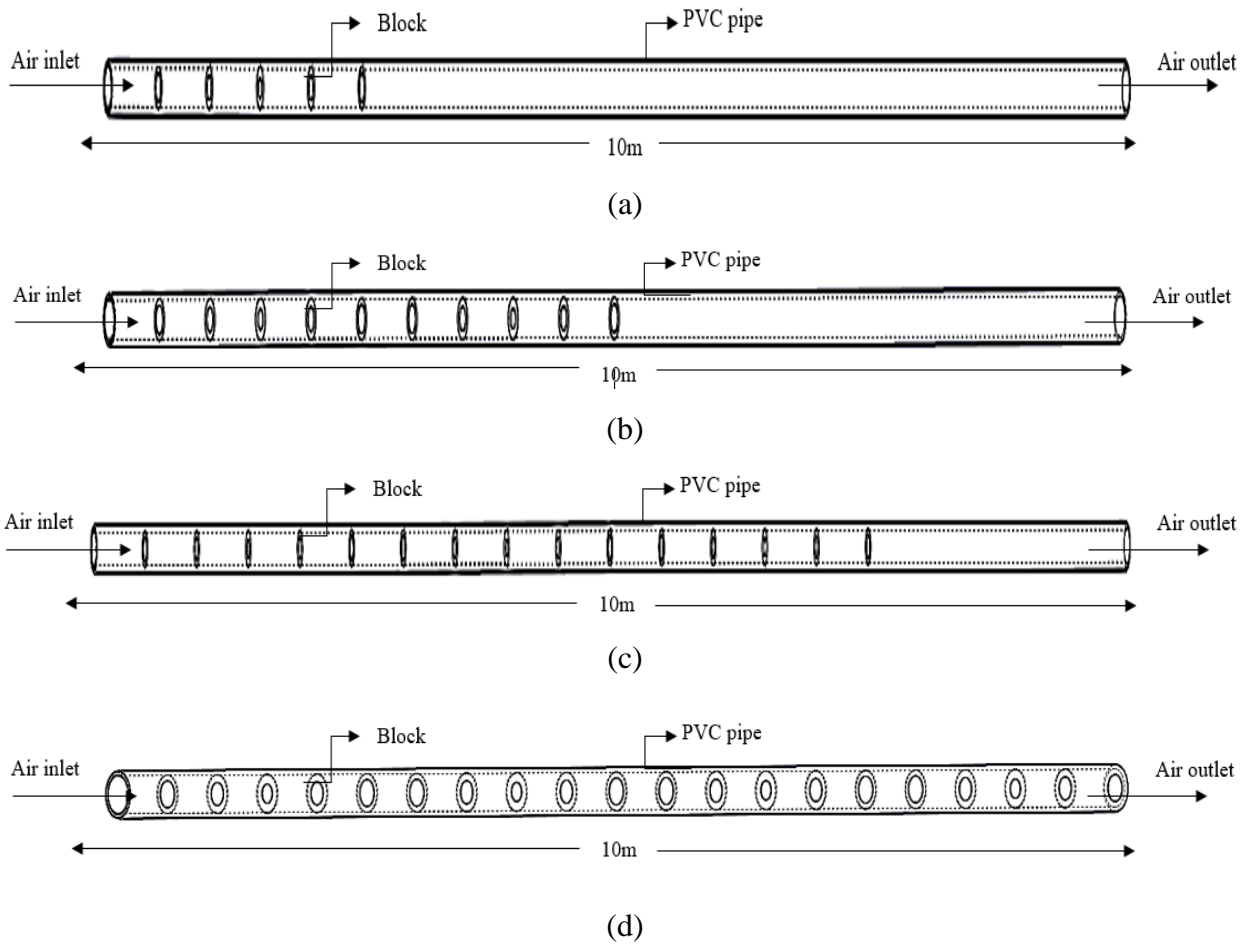 Block
PVC pipe
Air inlet
Air outlet
10m
(a)
Block
PVC pipe
Air inlet
Air outlet
10m
(b)
Block
PVC pipe
Air inlet
Air outlet
10m
(c)
Block
PVC pipe
Air inlet
Air outlet
10m
(d)